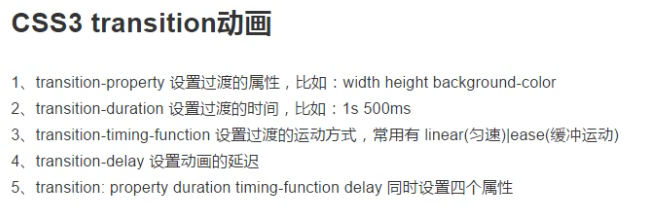 CSS3 transition动画
1、transition-property 设置过渡的属性，比如：width height background-color
2、transition-duration 设置过渡的时间，比如：1s 500ms
3、transition-timing-function 设置过渡的运动方式，常用有 linear(匀速)|ease(缓冲运动)
4、transition-delay 设置动画的延迟
5、transition: property duration timing-function delay 同时设置四个属性